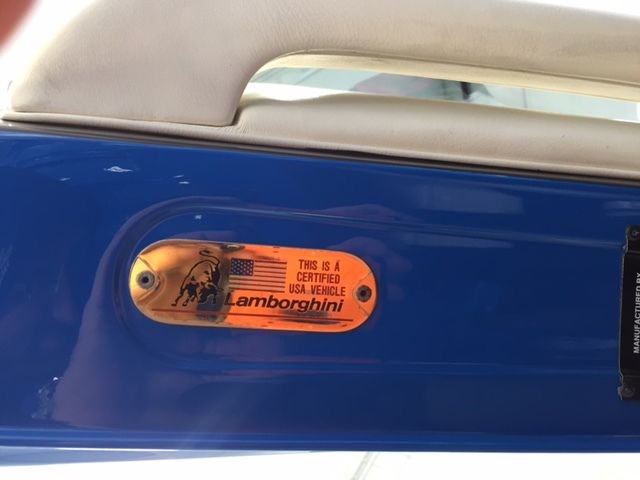 THIS IS A
CERTIFIED
USA VEHICLE
Lamborghini
MANUFACTURED BY